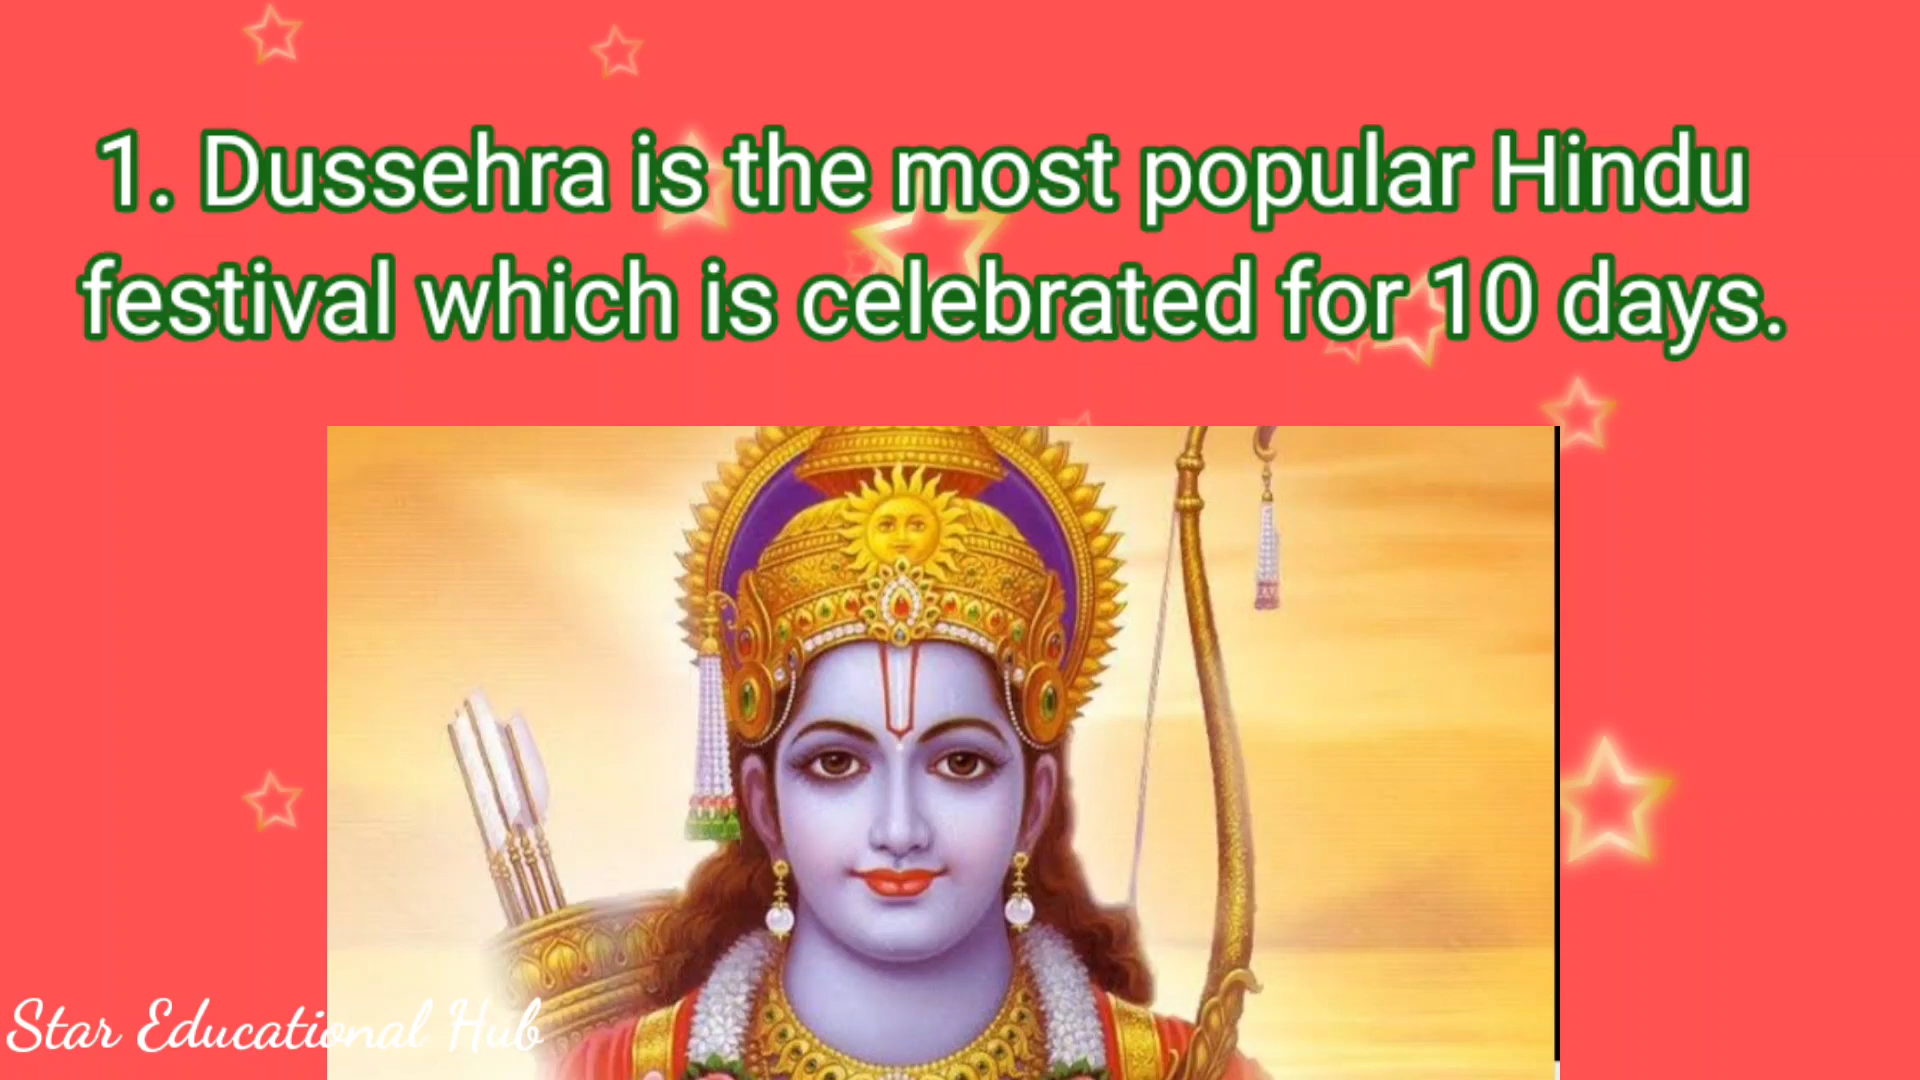 1. Dussehra is the most popular Hindu
festival which is celebrated for 10 days.
Star Educational Hub